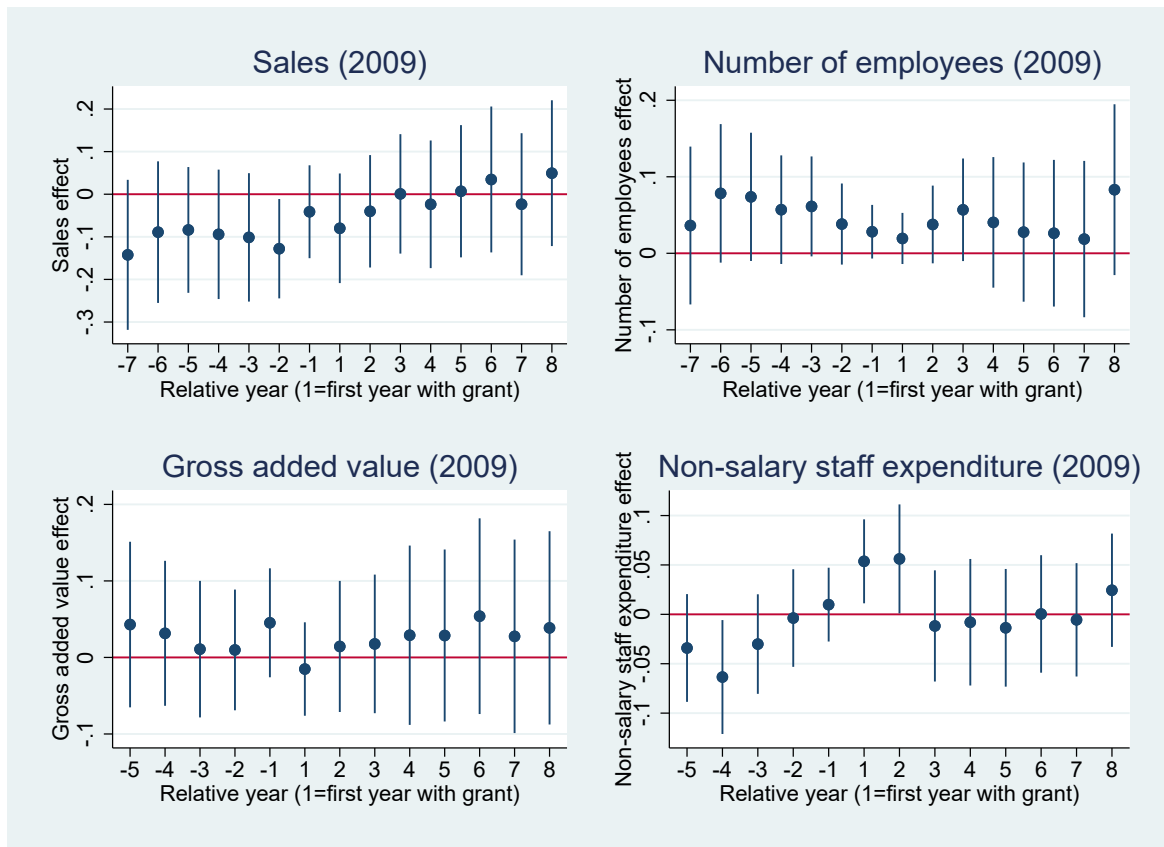 Sales (2009)
Sales effect
.2
.1
0
-.1
-.2
-.3
-7 -6 -5 -4 -3 -2 -1 1 2 3 4 5 6 7 8
Relative year (1=first year with grant)
Number of employees (2009)
Number of employees effect
.2
.1
0
-.1
-7 -6 -5 -4 -3 -2 -1 1 2 3 4 5 6 7 8
Relative year (1=first year with grant)
Gross added value (2009)
Gross added value effect
.2
.1
0
-.1
-5 -4 -3 -2 -1 1 2 3 4 5 6 7 8
Relative year (1=first year with grant)
Non-salary staff expenditure (2009)
Non-salary staff expenditure effect
.1
.05
0
-.05
-.1
-5 -4 -3 -2 -1 1 2 3 4 5 6 7 8
Relative year (1=first year with grant)